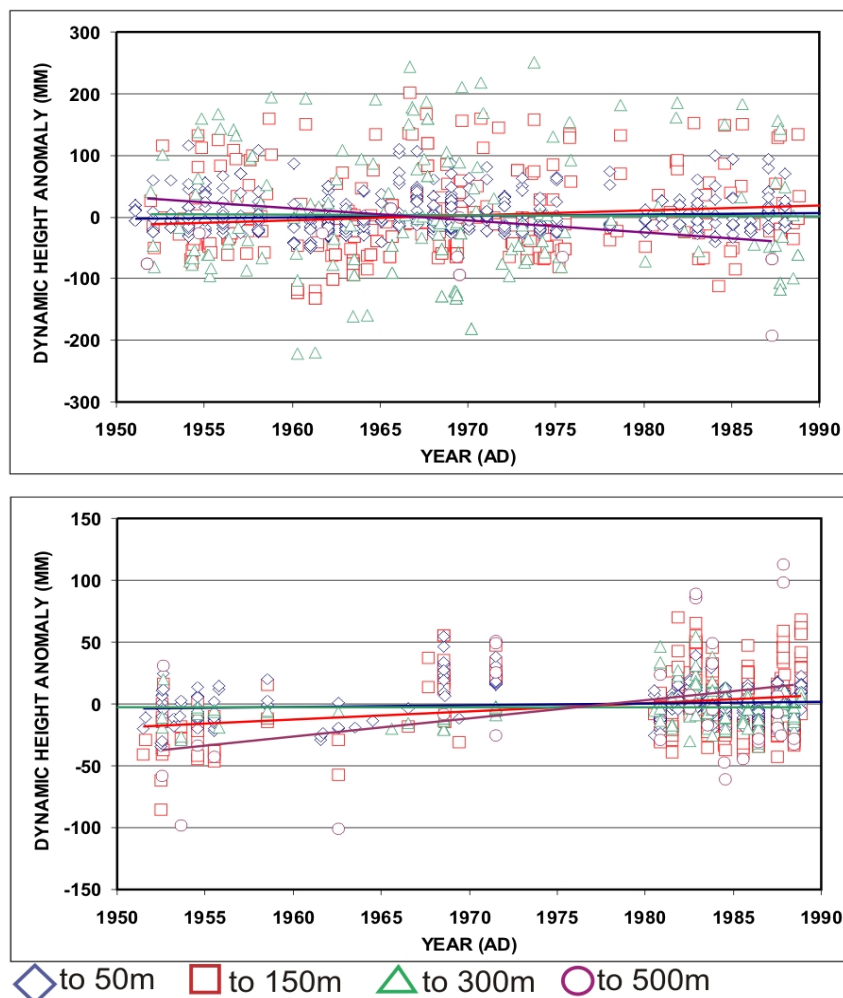 300
200
100
0
-100
-200
-300
DYNAMIC HEIGHT ANOMALY (MM)
1950 1955 1960 1965 1970 1975 1980 1985 1990
YEAR (AD)
150
100
50
0
-50
-100
-150
DYNAMIC HEIGHT ANOMALY (MM)
1950 1955 1960 1965 1970 1975 1980 1985 1990
YEAR (AD)
to 50m to 150m to 300m to 500m